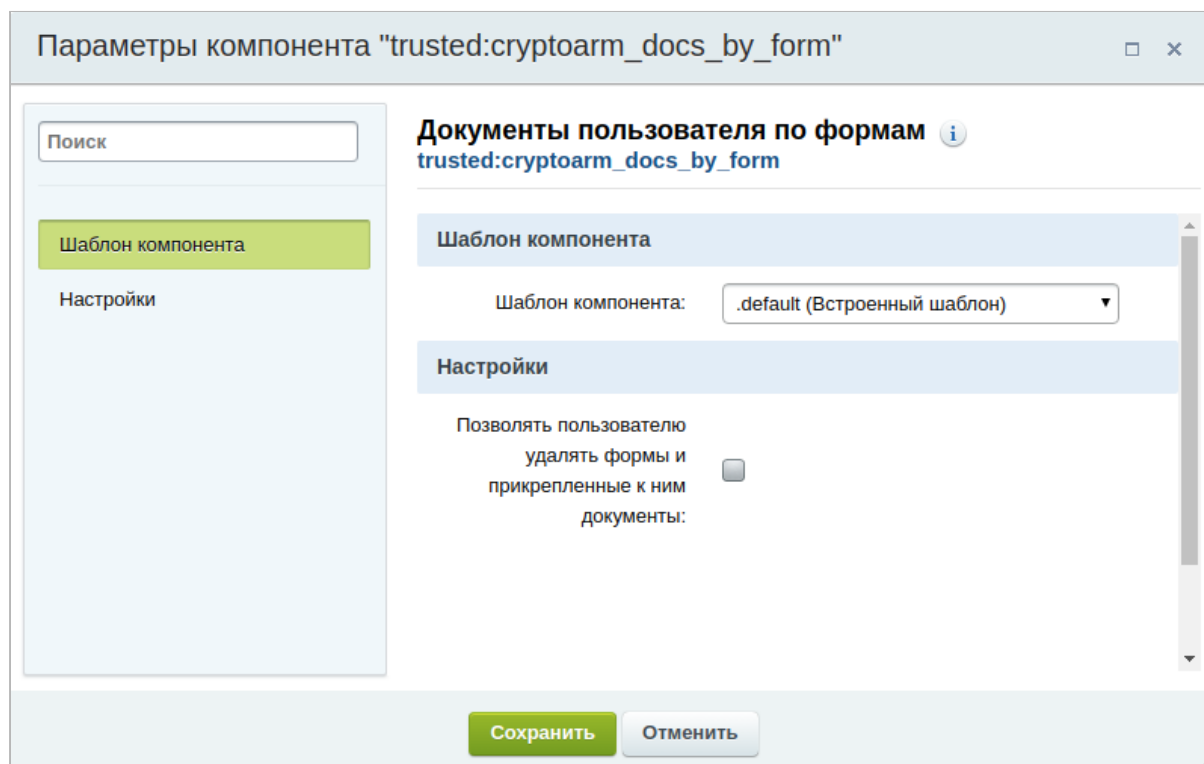 Параметры компонента "trusted:cryptoarm_docs_by_form"
Поиск
Шаблон компонента
Настройки
Документы пользователя по формам
trusted:cryptoarm_docs_by_form
Шаблон компонента
Шаблон компонента: .default (Встроенный шаблон)
Настройки
Позволять пользователю
удалять формы и
прикрепленные к ним
документы:
Сохранить Отменить